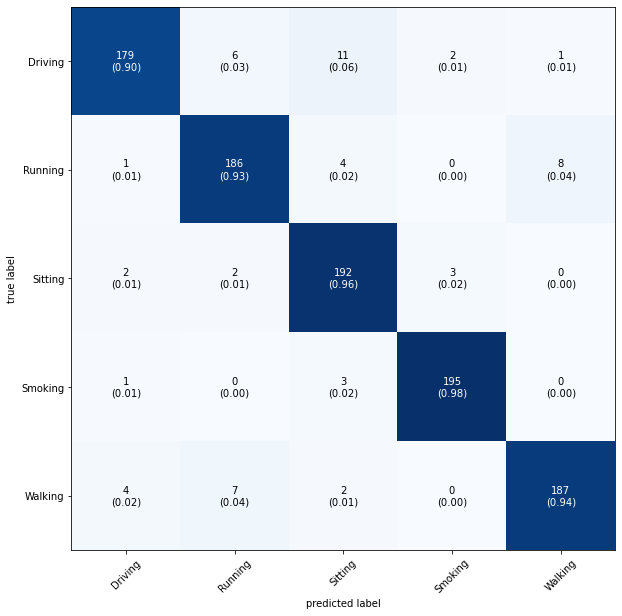 179 6 11 2 1
Driving (0.90) (0.03) (0.06) (0.01) (0.01)
1 186 4 0 8
Running (0.01) (0.93) (0.02) (0.00) (0.04)
2 2 192 3 0
Sitting (0.01) (0.01) (0.96) (0.02) (0.00)
1 0 3 195 0
Smoking (0.01) (0.00) (0.02) (0.98) (0.00)
4 7 2 0 187
Walking (0.02) (0.04) (0.01) (0.00) (0.94)
true label
Driving Running Sitting Smoking Walking
predicted label